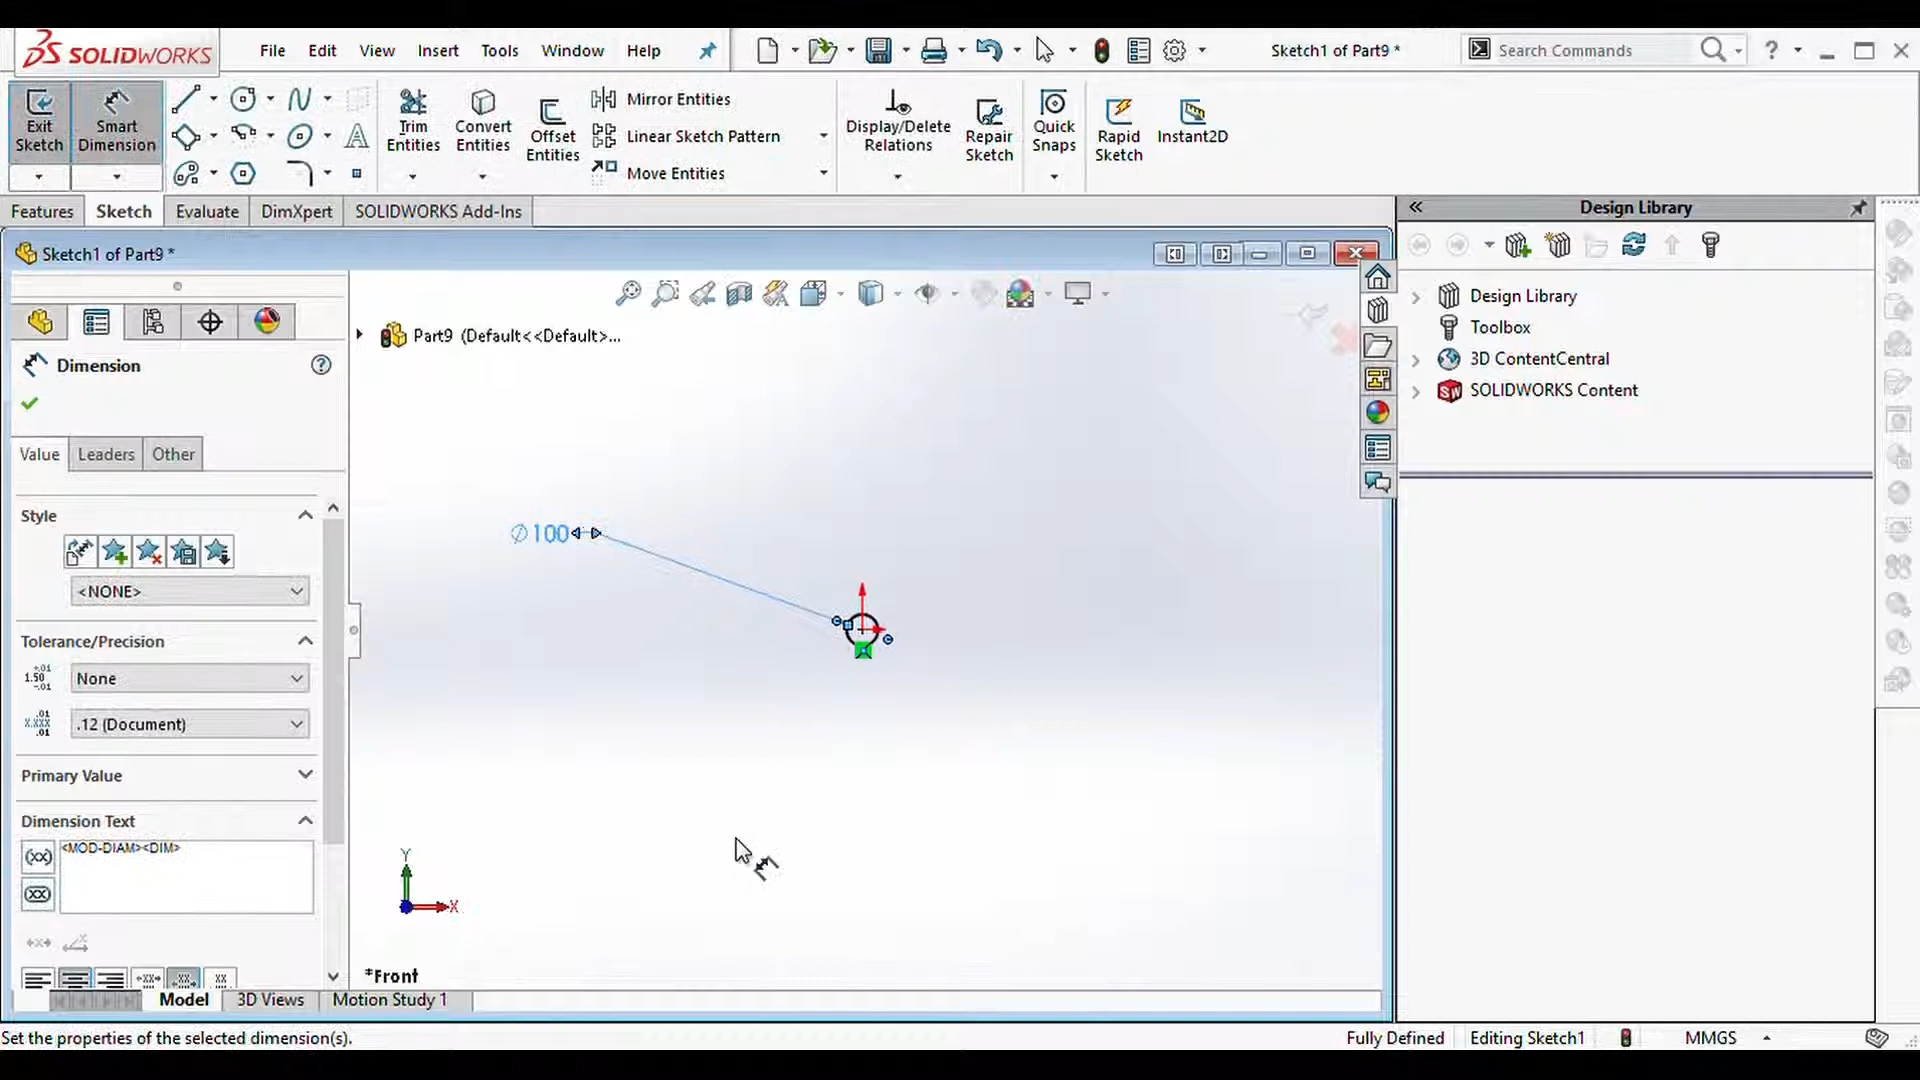 SOLIDWORKS
File Edit View Insert Tools Window Help
Sketch1 of Part9 *
Search Commands
?
Exit Sketch
Smart Dimension
Trim Entities
Convert Entities
Offset Entities
Mirror Entities
Linear Sketch Pattern
Move Entities
Display/Delete Relations
Repair Sketch
Quick Snaps
Rapid Sketch
Instant2D
Features Sketch Evaluate DimXpert SOLIDWORKS Add-Ins
Design Library
Sketch1 of Part9 *
Part9 (Default<<Default>...
Design Library
Toolbox
3D ContentCentral
SOLIDWORKS Content
Dimension
?
Value Leaders Other
Style
<NONE>
Tolerance/Precision
None
.12 (Document)
Primary Value
Dimension Text
<MOD-DIAM><DIM>
(xx)
∅100
Y
X
*Front
Model 3D Views Motion Study 1
Set the properties of the selected dimension(s).
Fully Defined Editing Sketch1 MMGS